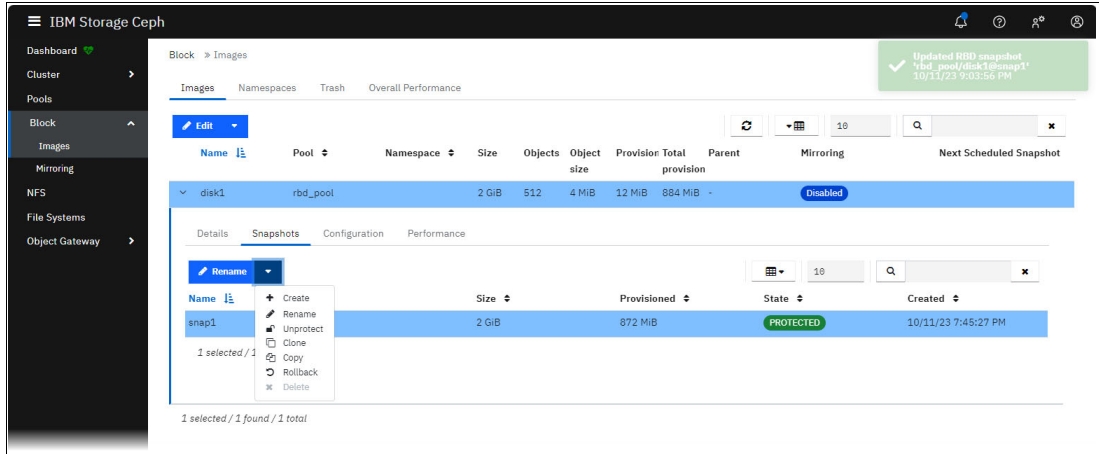 IBM Storage Ceph
Dashboard
Cluster
Pools
Block
Images
Mirroring
NFS
File Systems
Object Gateway
Block » Images
Updated RBD snapshot
'rbd_pool/disk1@snap1'
10/11/23 9:03:56 PM
Images Namespaces Trash Overall Performance
Edit 10
Name Pool Namespace Size Objects Object size Provision Total provision Parent Mirroring Next Scheduled Snapshot
disk1 rbd_pool 2 GiB 512 4 MiB 12 MiB 884 MiB - Disabled
Details Snapshots Configuration Performance
Rename 10
Name Size Provisioned State Created
snap1 2 GiB 872 MiB PROTECTED 10/11/23 7:45:27 PM
1 selected / 1
Create
Rename
Unprotect
Clone
Copy
Rollback
Delete
1 selected / 1 found / 1 total